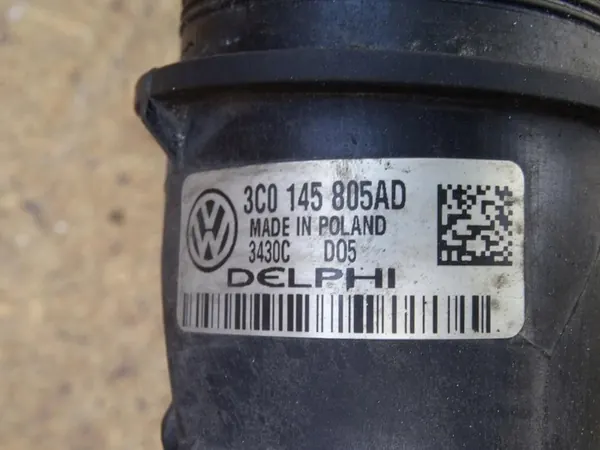 3C0 145 805AD
MADE IN POLAND
3430C D05
DELPHI